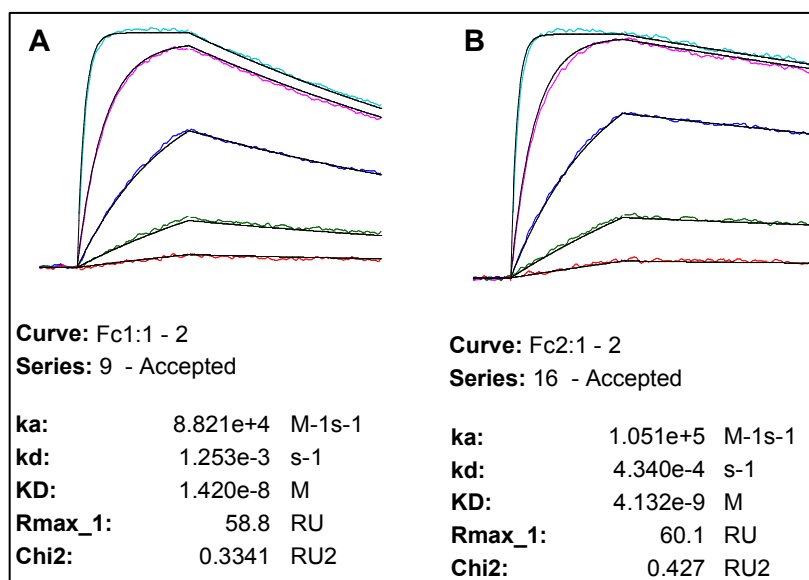 A
Curve: Fc1:1 - 2
Series: 9 - Accepted
ka: 8.821e+4 M-1s-1
kd: 1.253e-3 s-1
KD: 1.420e-8 M
Rmax_1: 58.8 RU
Chi2: 0.3341 RU2
B
Curve: Fc2:1 - 2
Series: 16 - Accepted
ka: 1.051e+5 M-1s-1
kd: 4.340e-4 s-1
KD: 4.132e-9 M
Rmax_1: 60.1 RU
Chi2: 0.427 RU2